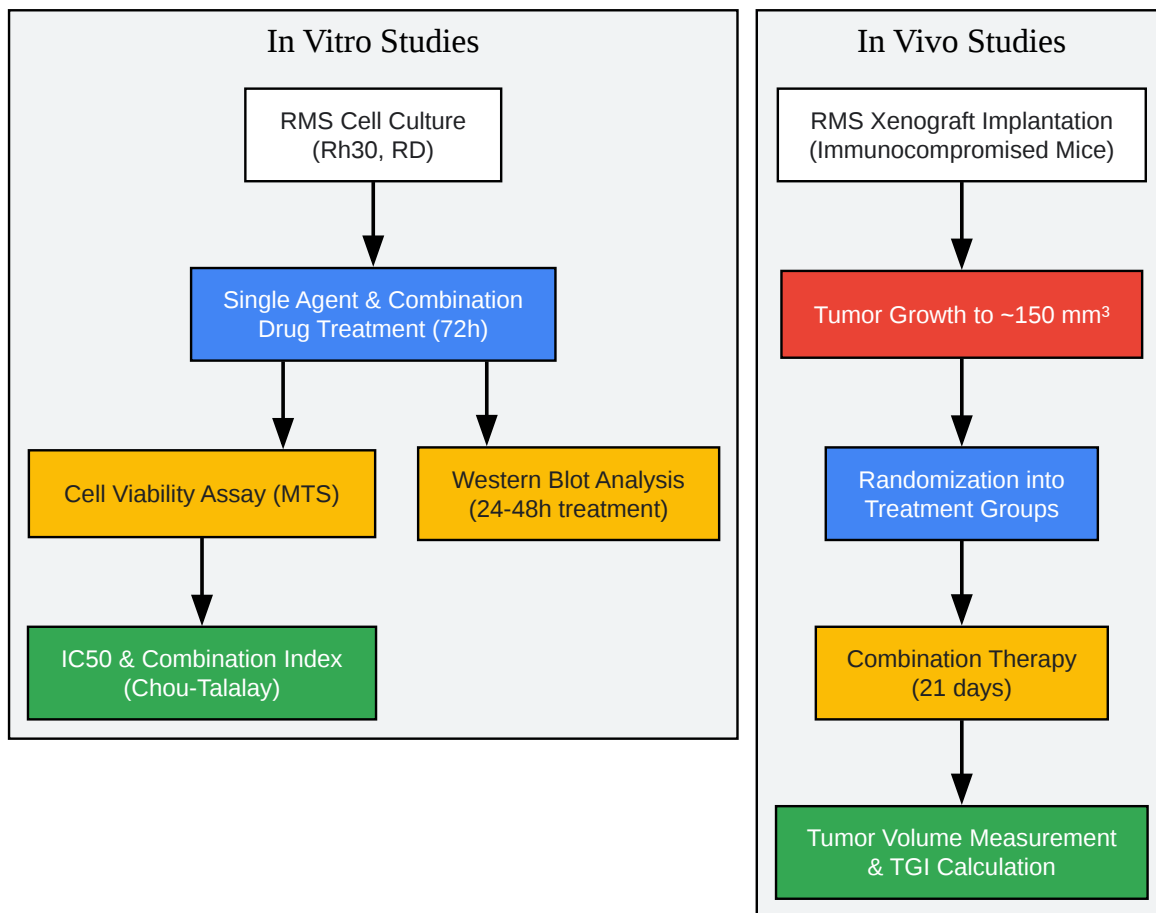 In Vitro Studies
RMS Cell Culture
(Rh30, RD)
Single Agent & Combination
Drug Treatment (72h)
Cell Viability Assay (MTS)
Western Blot Analysis
(24-48h treatment)
IC50 & Combination Index
(Chou-Talalay)
In Vivo Studies
RMS Xenograft Implantation
(Immunocompromised Mice)
Tumor Growth to ~150 mm³
Randomization into
Treatment Groups
Combination Therapy
(21 days)
Tumor Volume Measurement
& TGI Calculation